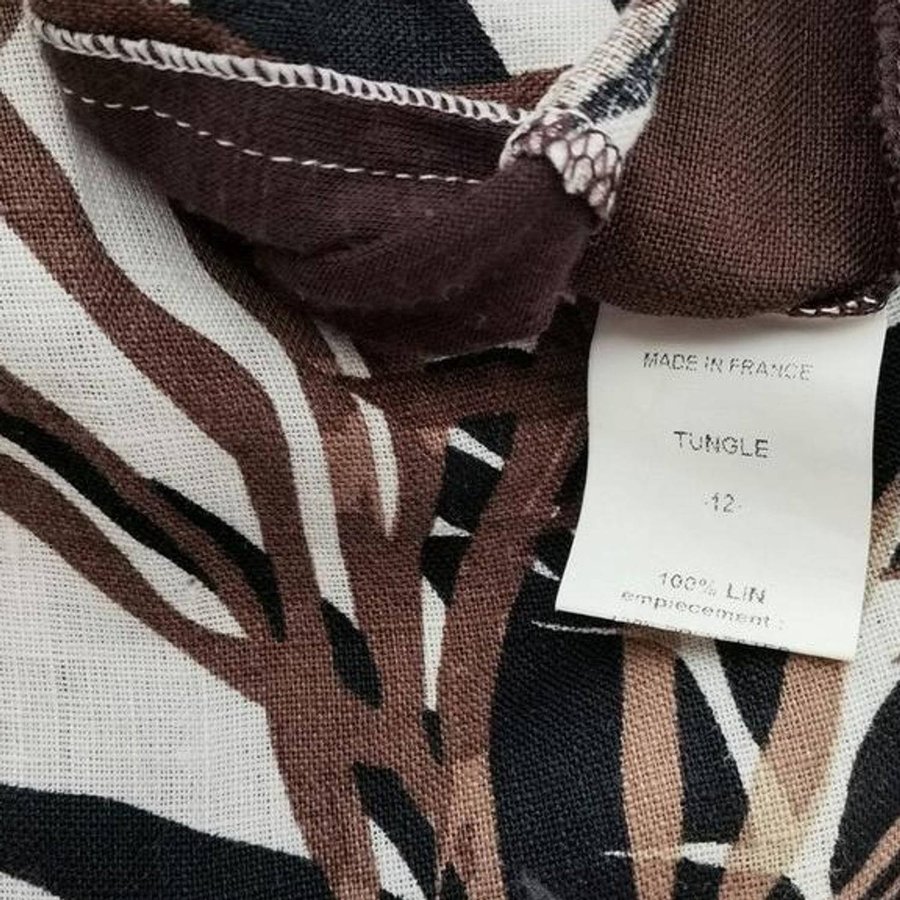 MADE IN FRANCE
TUNGLE
12
100% LIN
empiecement :